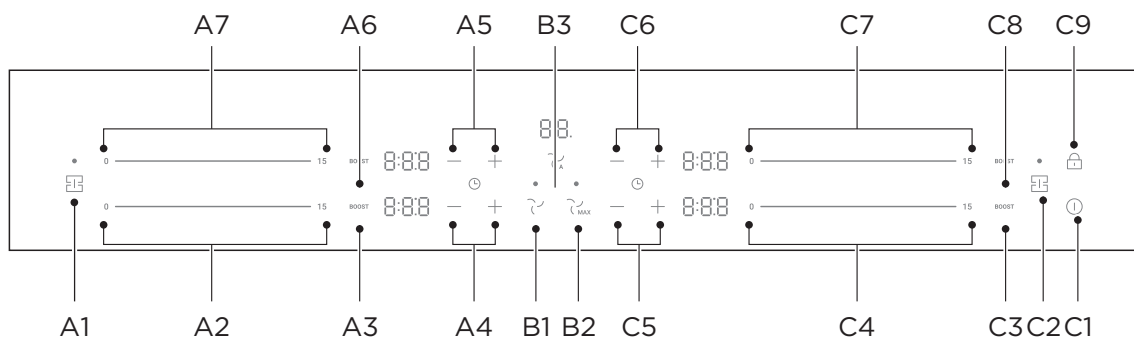 A7 A6 A5 B3 C6 C7 C8 C9
88.
0 15 BOOST 8:8.8 − + A − + 8:8.8 0 15 BOOST
0 15 BOOST 8:8.8 − + MAX − + 8:8.8 0 15 BOOST
A1 A2 A3 A4 B1 B2 C5 C4 C3 C2 C1